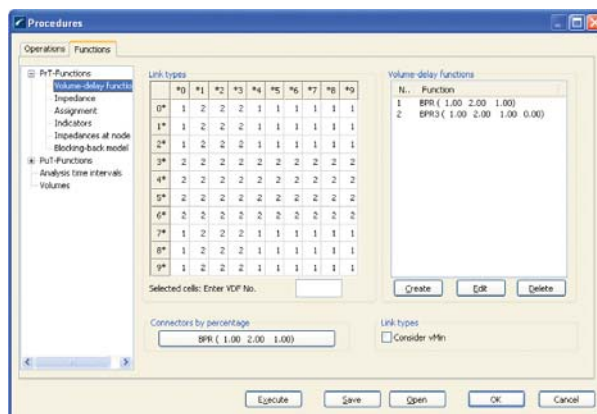 Procedures
Operations Functions
PrT-Functions
Volume-delay functio
Impedance
Assignment
Indicators
Impedances at node
Blocking-back model
PuT-Functions
Analysis time intervals
Volumes
Link types
*0 *1 *2 *3 *4 *5 *6 *7 *8 *9
0* 1 2 2 2 1 1 1 1 1 1
1* 1 2 2 2 1 1 1 1 1 1
2* 1 2 2 2 1 1 1 1 1 1
3* 2 2 2 2 2 2 2 2 2 2
4* 2 2 2 2 2 2 2 2 2 2
5* 2 2 2 2 2 2 2 2 2 2
6* 2 2 2 2 2 2 2 2 2 2
7* 1 2 2 2 1 1 1 1 1 1
8* 1 2 2 2 1 1 1 1 1 1
9* 1 2 2 2 1 1 1 1 1 1
Selected cells: Enter VDF No.
Connectors by percentage
BPR ( 1.00 2.00 1.00)
Volume-delay functions
N.. Function
1 BPR ( 1.00 2.00 1.00)
2 BPR3 ( 1.00 2.00 1.00 0.00)
Create Edit Delete
Link types
Consider vMin
Execute Save Open OK Cancel